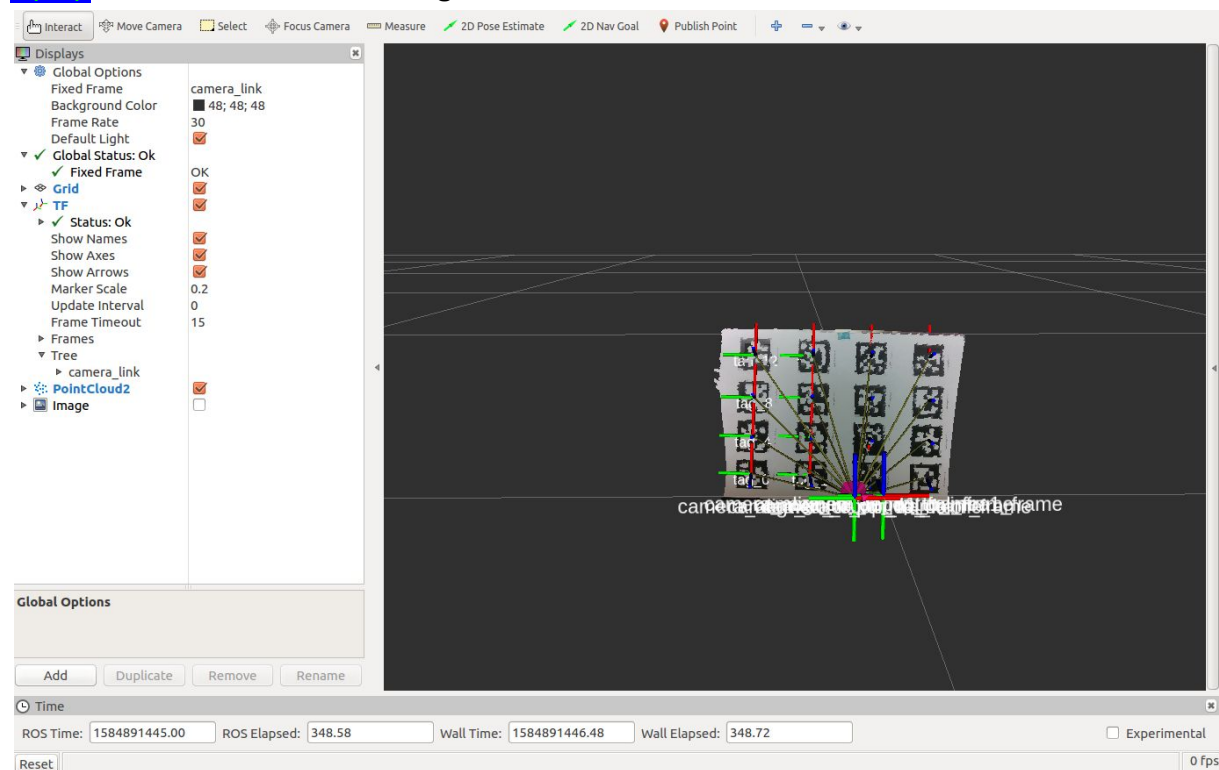 Interact Move Camera Select Focus Camera Measure 2D Pose Estimate 2D Nav Goal Publish Point
Displays
Global Options
Fixed Frame camera_link
Background Color 48; 48; 48
Frame Rate 30
Default Light
Global Status: Ok
Fixed Frame OK
Grid
TF
Status: Ok
Show Names
Show Axes
Show Arrows
Marker Scale 0.2
Update Interval 0
Frame Timeout 15
Frames
Tree
camera_link
PointCloud2
Image
tag_12
tag_8
tag_4
tag_0
Global Options
Add Duplicate Remove Rename
Time
ROS Time: 1584891445.00 ROS Elapsed: 348.58 Wall Time: 1584891446.48 Wall Elapsed: 348.72 Experimental
Reset 0 fps